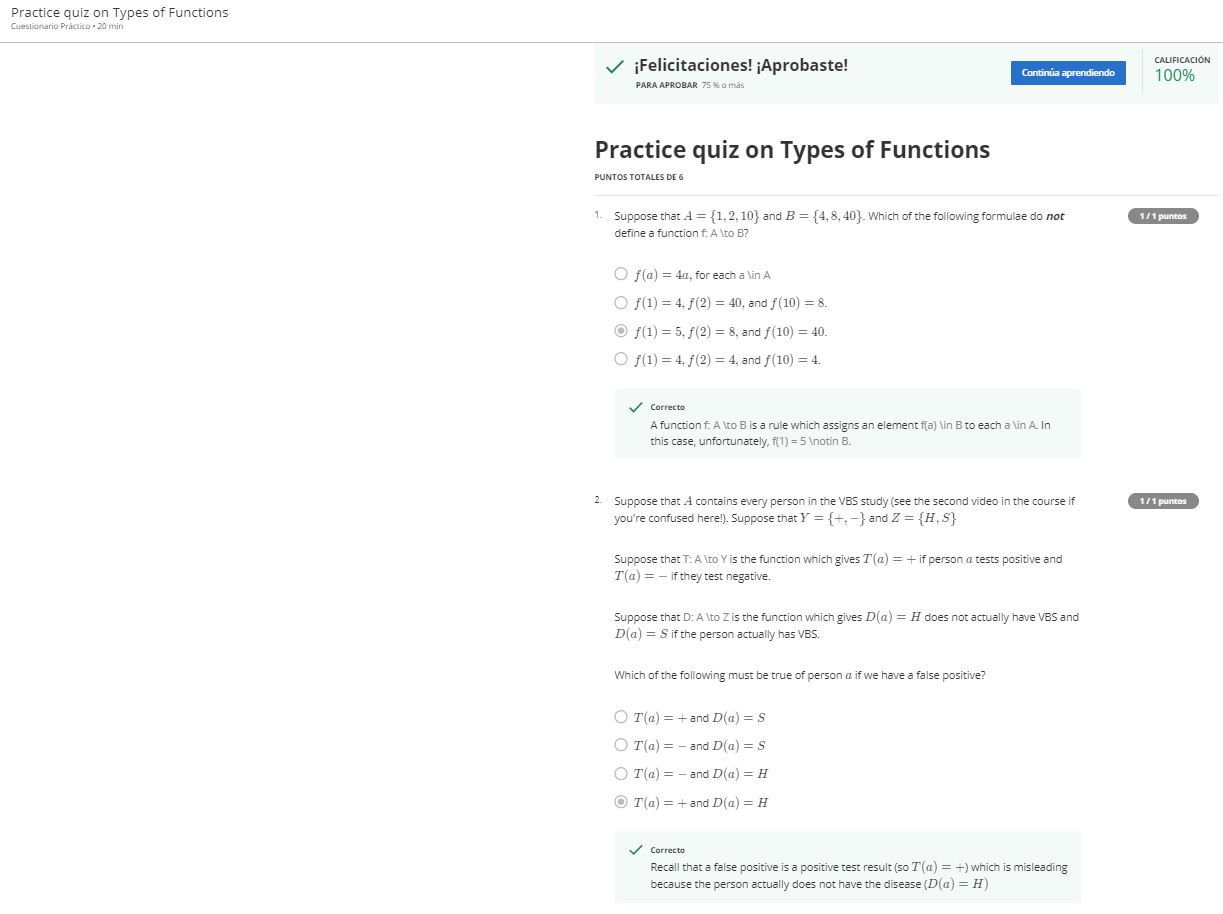 Practice quiz on Types of Functions
Cuestionario Práctico • 20 min
¡Felicitaciones! ¡Aprobaste!
PARA APROBAR 75 % o más
Continúa aprendiendo
CALIFICACIÓN
100%
Practice quiz on Types of Functions
PUNTOS TOTALES DE 6
1. Suppose that A = {1, 2, 10} and B = {4, 8, 40}. Which of the following formulae do not
define a function f: A \to B?
1 / 1 puntos
f(a) = 4a, for each a \in A
f(1) = 4, f(2) = 40, and f(10) = 8.
f(1) = 5, f(2) = 8, and f(10) = 40.
f(1) = 4, f(2) = 4, and f(10) = 4.
Correcto
A function f: A \to B is a rule which assigns an element f(a) \in B to each a \in A. In
this case, unfortunately, f(1) = 5 \notin B.
2. Suppose that A contains every person in the VBS study (see the second video in the course if
you're confused here!). Suppose that Y = {+, −} and Z = {H, S}
1 / 1 puntos
Suppose that T: A \to Y is the function which gives T(a) = + if person a tests positive and
T(a) = − if they test negative.
Suppose that D: A \to Z is the function which gives D(a) = H does not actually have VBS and
D(a) = S if the person actually has VBS.
Which of the following must be true of person a if we have a false positive?
T(a) = + and D(a) = S
T(a) = − and D(a) = S
T(a) = − and D(a) = H
T(a) = + and D(a) = H
Correcto
Recall that a false positive is a positive test result (so T(a) = +) which is misleading
because the person actually does not have the disease (D(a) = H)